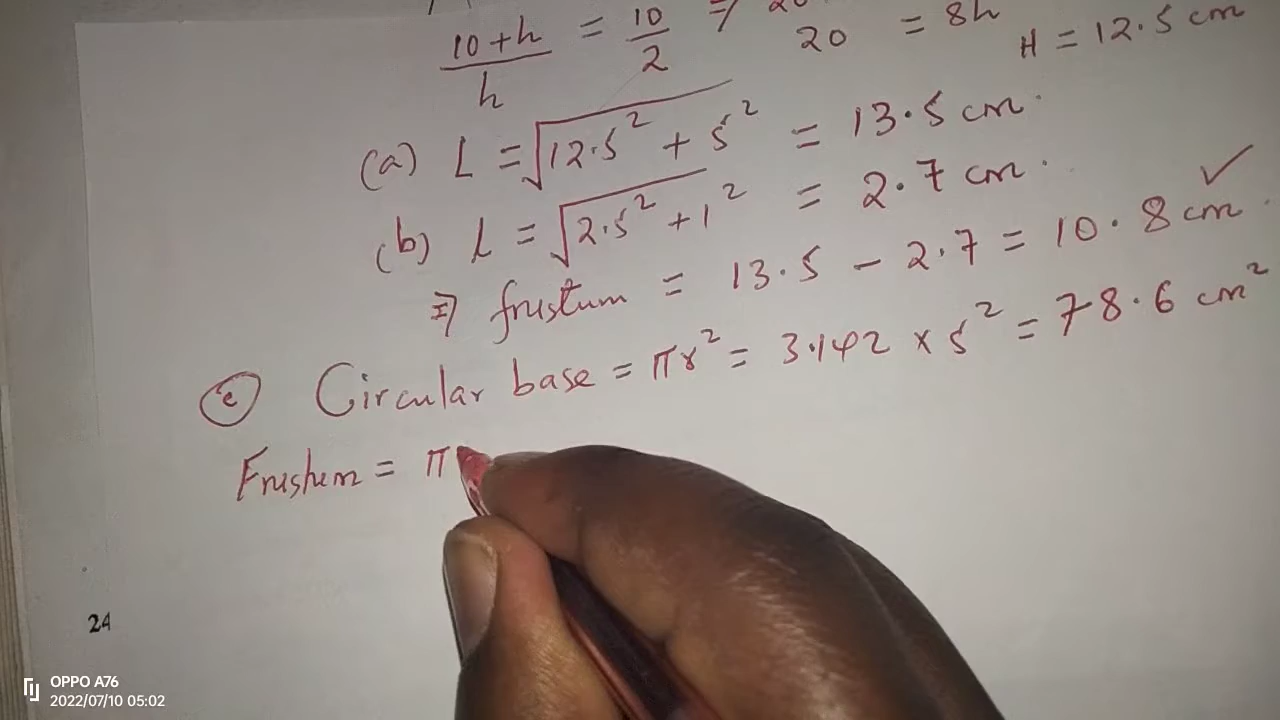 10 + h / h = 10 / 2 ⇒ 20 = 8h H = 12.5 cm
(a) L = √12.5² + 5² = 13.5 cm.
(b) L = √2.5² + 1² = 2.7 cm.
⇒ frustum = 13.5 − 2.7 = 10.8 cm. ✓
(c) Circular base = πr² = 3.142 × 5² = 78.6 cm²
Frustum = π
24
OPPO A76
2022/07/10 05:02